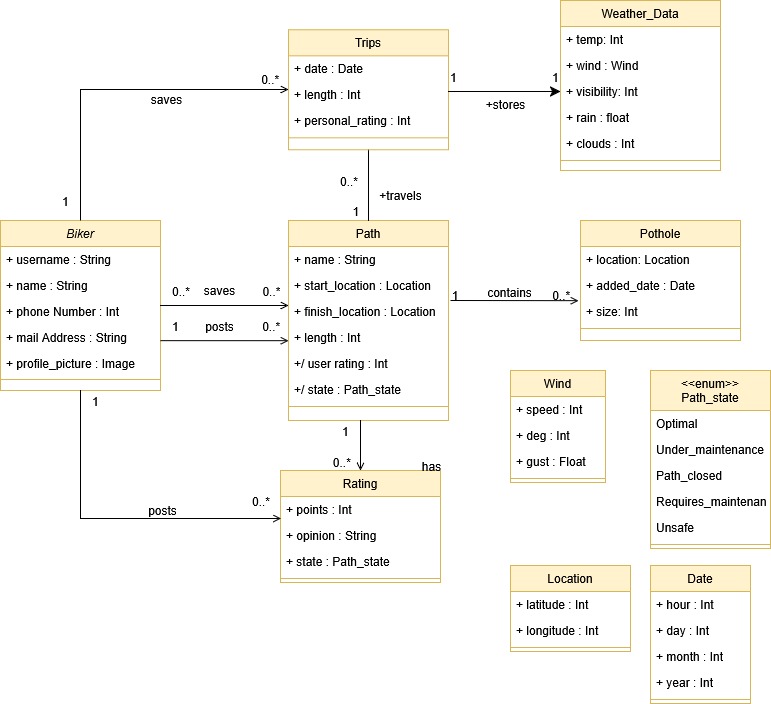 Weather_Data
+ temp: Int
+ wind : Wind
+ visibility: Int
+ rain : float
+ clouds : Int
Trips
+ date : Date
+ length : Int
+ personal_rating : Int
0..*
saves
1
1
1
+stores
0..*
+travels
1
Biker
+ username : String
+ name : String
+ phone Number : Int
+ mail Address : String
+ profile_picture : Image
0..* saves 0..*
1 posts 0..*
Path
+ name : String
+ start_location : Location
+ finish_location : Location
+ length : Int
+/ user rating : Int
+/ state : Path_state
1 contains 0..*
Pothole
+ location: Location
+ added_date : Date
+ size: Int
1
posts
0..*
1
0..*
has
Rating
+ points : Int
+ opinion : String
+ state : Path_state
Wind
+ speed : Int
+ deg : Int
+ gust : Float
<<enum>>
Path_state
Optimal
Under_maintenance
Path_closed
Requires_maintenan
Unsafe
Location
+ latitude : Int
+ longitude : Int
Date
+ hour : Int
+ day : Int
+ month : Int
+ year : Int